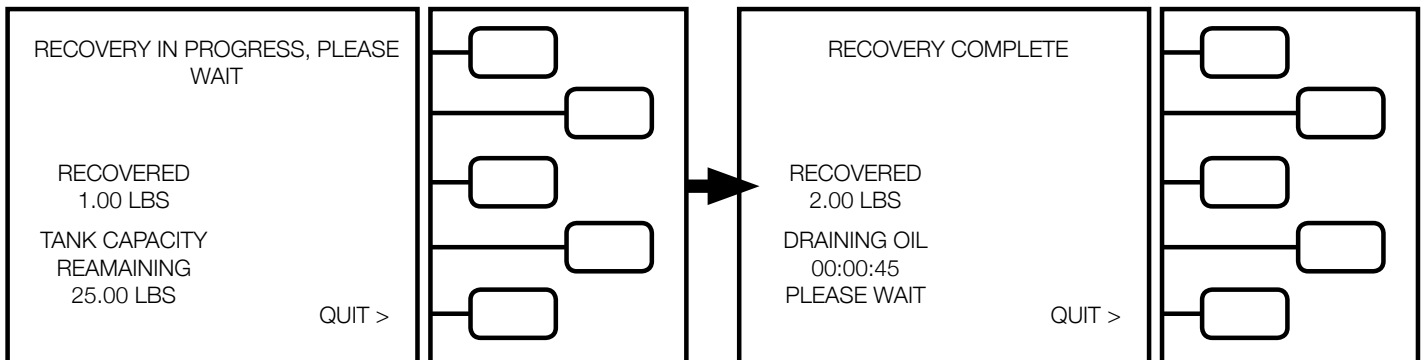 RECOVERY IN PROGRESS, PLEASE
WAIT
RECOVERED
1.00 LBS
TANK CAPACITY
REAMAINING
25.00 LBS
QUIT >
RECOVERY COMPLETE
RECOVERED
2.00 LBS
DRAINING OIL
00:00:45
PLEASE WAIT
QUIT >